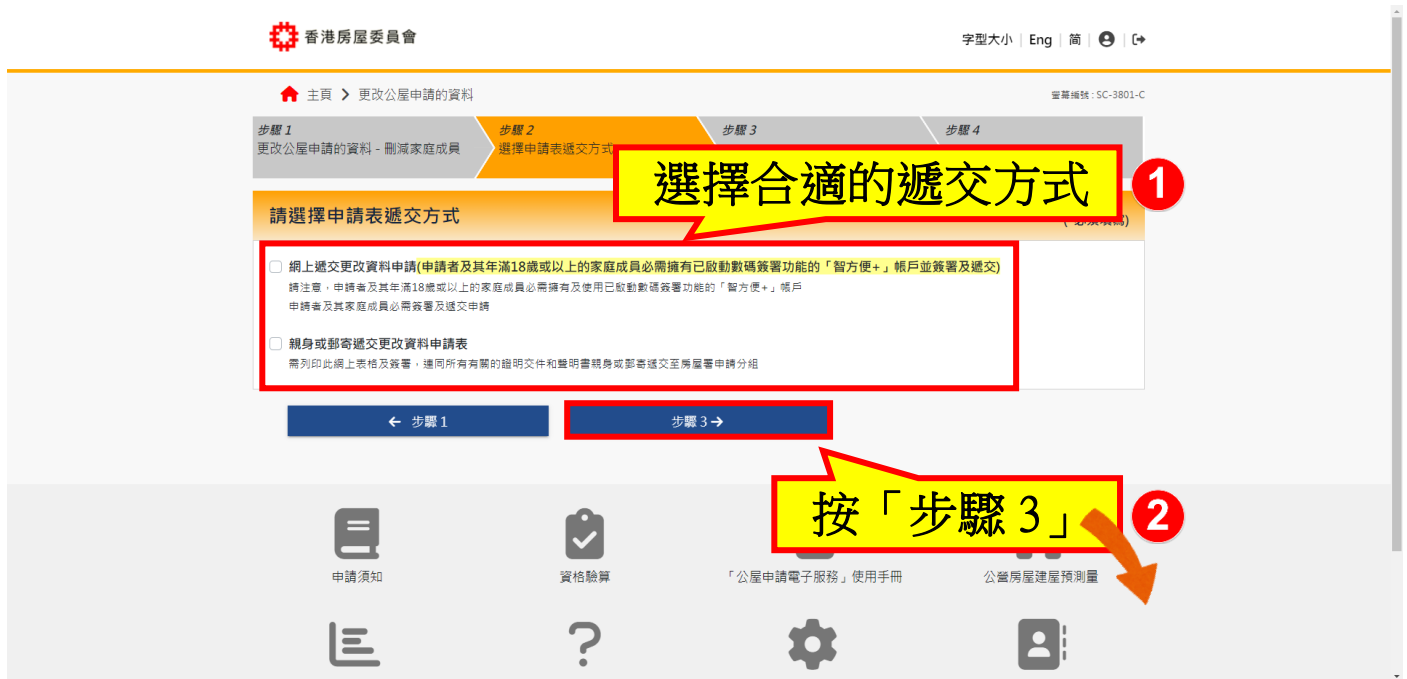 香港房屋委員會
字型大小 | Eng | 简
主頁 > 更改公屋申請的資料
螢幕編號 : SC-3801-C
步驟 1
更改公屋申請的資料 - 刪減家庭成員
步驟 2
選擇申請表遞交方式
步驟 3
步驟 4
選擇合適的遞交方式
1
請選擇申請表遞交方式
網上遞交更改資料申請(申請者及其年滿18歲或以上的家庭成員必需擁有已啟動數碼簽署功能的「智方便+」帳戶並簽署及遞交)
請注意，申請者及其年滿18歲或以上的家庭成員必需擁有及使用已啟動數碼簽署功能的「智方便+」帳戶
申請者及其家庭成員必需簽署及遞交申請
親身或郵寄遞交更改資料申請表
需列印此網上表格及簽署，連同所有有關的證明文件和聲明書親身或郵寄遞交至房屋署申請分組
← 步驟 1
步驟 3 →
按「步驟 3」
2
申請須知
資格驗算
「公屋申請電子服務」使用手冊
公營房屋建屋預測量